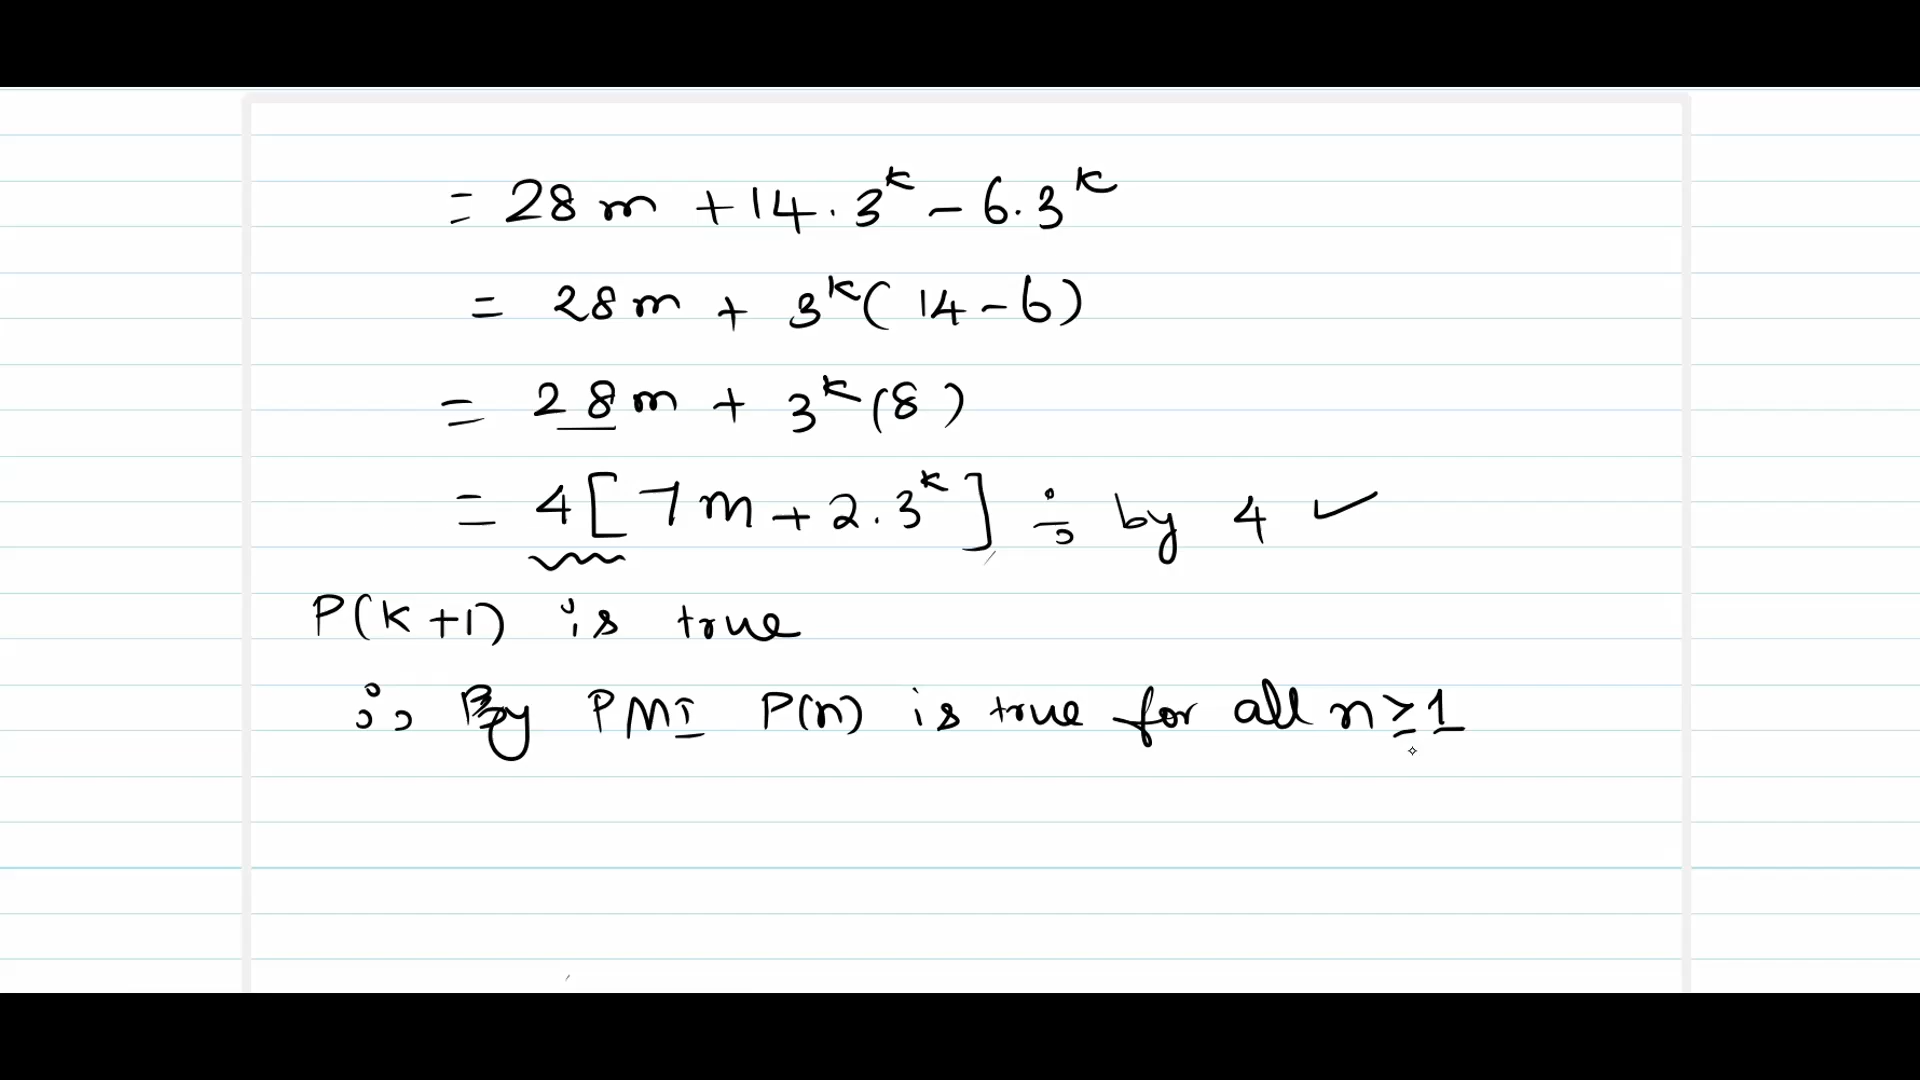 = 28m + 14.3^k - 6.3^k
= 28m + 3^k(14-6)
= 28m + 3^k(8)
= 4[7m+2.3^k] ÷ by 4 ✓
P(k+1) is true
∴ By PMI P(n) is true for all n≥1